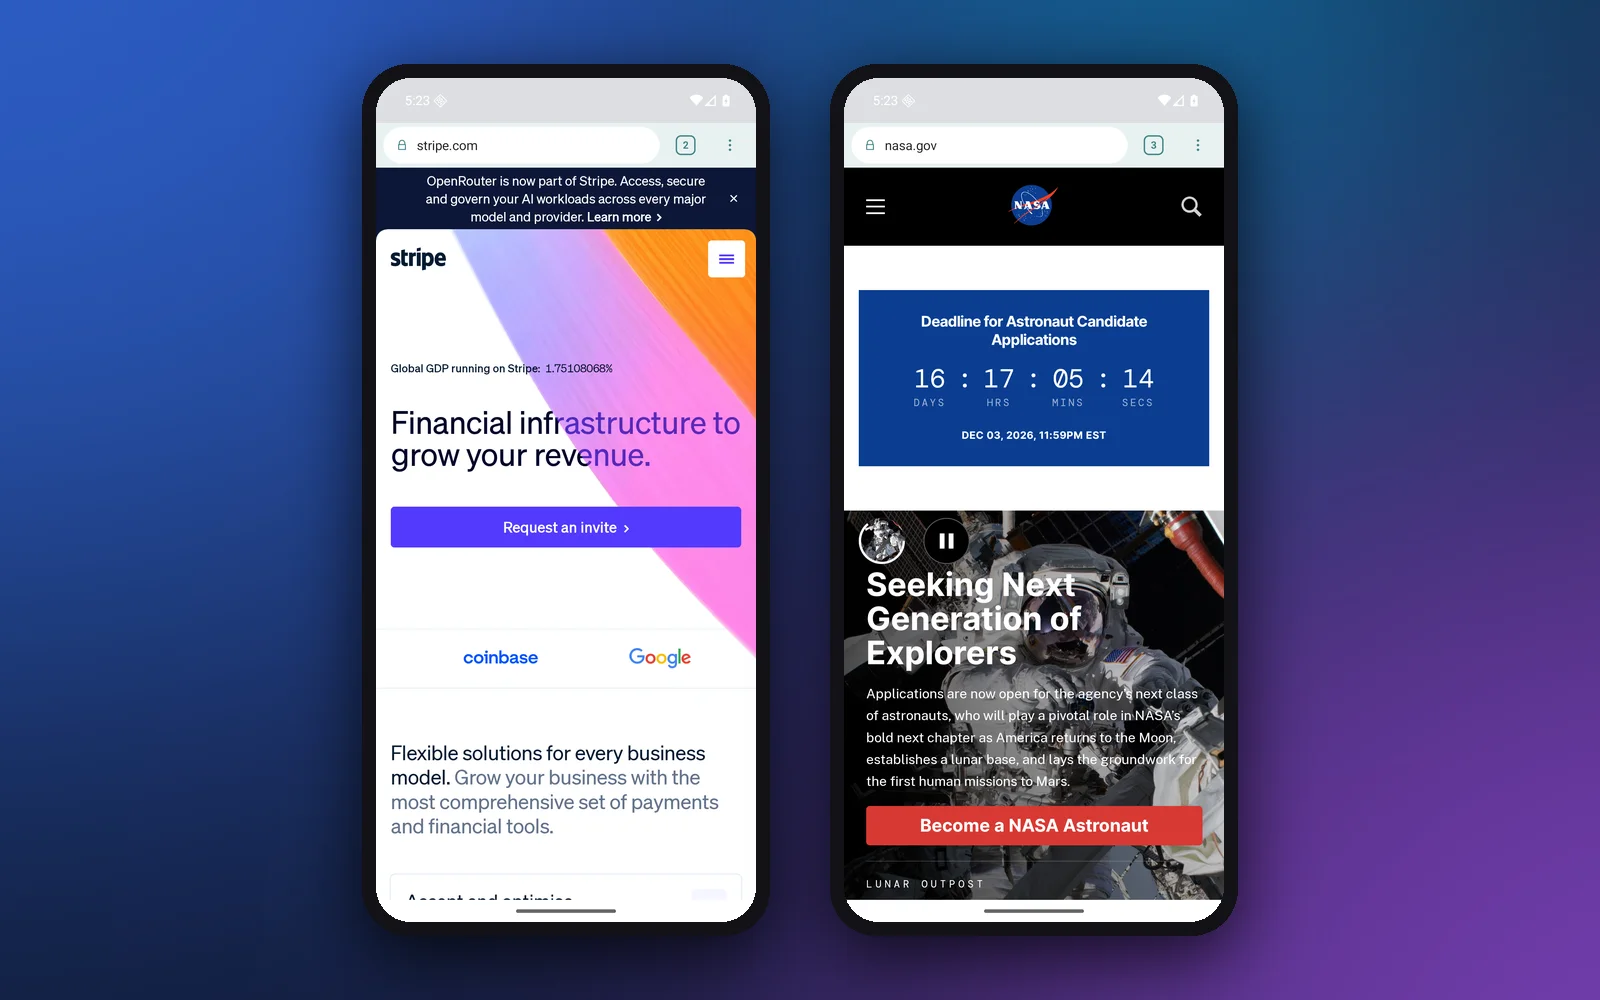 5:23
stripe.com
2
OpenRouter is now part of Stripe. Access, secure
and govern your AI workloads across every major
model and provider. Learn more >
stripe
Global GDP running on Stripe: 1.75108068%
Financial infrastructure to
grow your revenue.
Request an invite >
coinbase
Google
Flexible solutions for every business
model. Grow your business with the
most comprehensive set of payments
and financial tools.
Accept and optimise
5:23
nasa.gov
3
NASA
Deadline for Astronaut Candidate
Applications
16 : 17 : 05 : 14
DAYS HRS MINS SECS
DEC 03, 2026, 11:59PM EST
Seeking Next
Generation of
Explorers
Applications are now open for the agency's next class
of astronauts, who will play a pivotal role in NASA's
bold next chapter as America returns to the Moon,
establishes a lunar base, and lays the groundwork for
the first human missions to Mars.
Become a NASA Astronaut
LUNAR OUTPOST